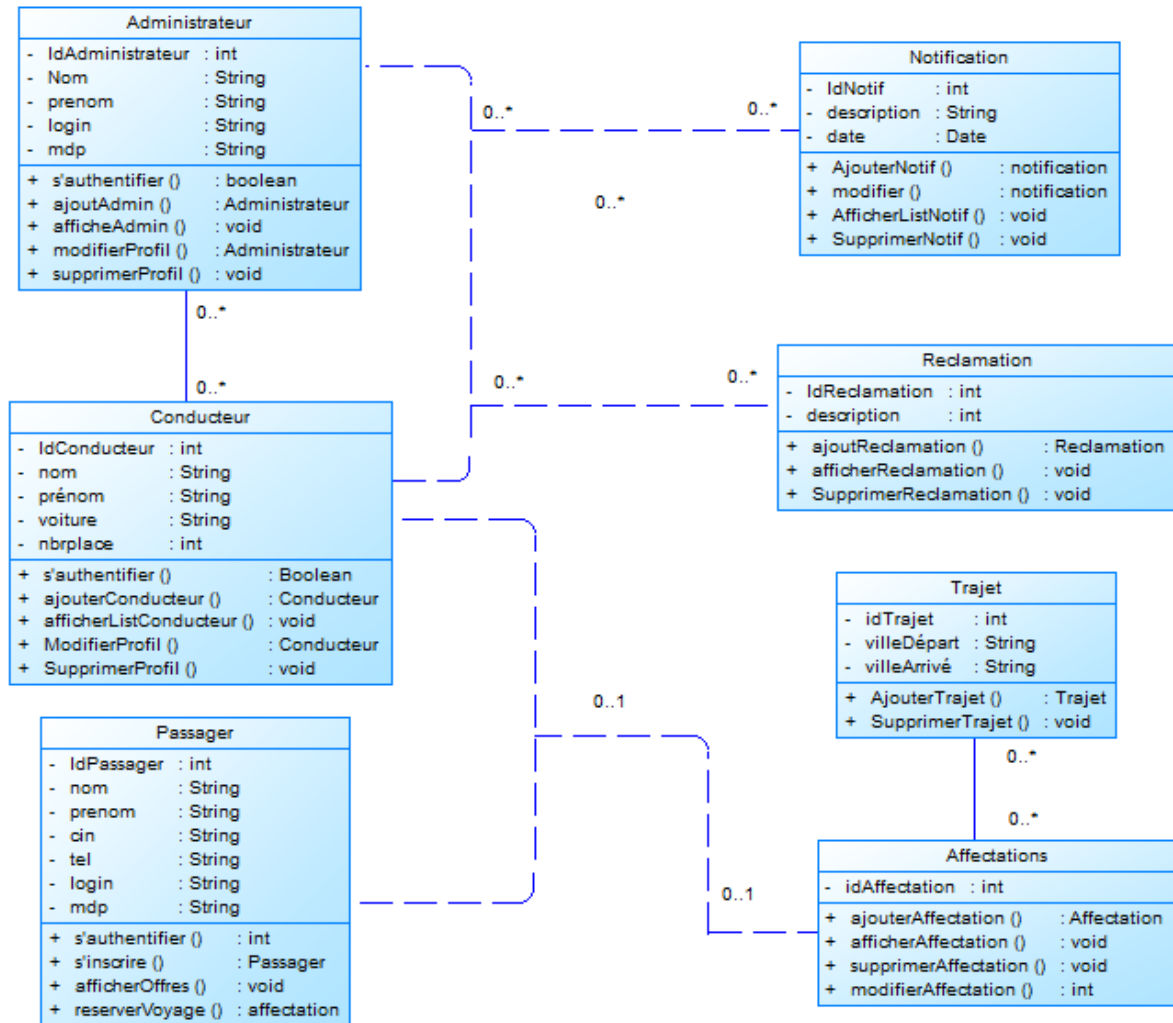 Administrateur
- IdAdministrateur : int
- Nom : String
- prenom : String
- login : String
- mdp : String
+ s'authentifier () : boolean
+ ajoutAdmin () : Administrateur
+ afficheAdmin () : void
+ modifierProfil () : Administrateur
+ supprimerProfil () : void
0..*
0..*
0..*
0..*
0..*
Notification
- IdNotif : int
- description : String
- date : Date
+ AjouterNotif () : notification
+ modifier () : notification
+ AfficherListNotif () : void
+ SupprimerNotif () : void
Conducteur
- IdConducteur : int
- nom : String
- prénom : String
- voiture : String
- nbrplace : int
+ s'authentifier () : Boolean
+ ajouterConducteur () : Conducteur
+ afficherListConducteur () : void
+ ModifierProfil () : Conducteur
+ SupprimerProfil () : void
0..*
0..*
Reclamation
- IdReclamation : int
- description : int
+ ajoutReclamation () : Reclamation
+ afficherReclamation () : void
+ SupprimerReclamation () : void
Trajet
- idTrajet : int
- villeDépart : String
- villeArrivé : String
+ AjouterTrajet () : Trajet
+ SupprimerTrajet () : void
0..*
0..*
0..1
0..1
Passager
- IdPassager : int
- nom : String
- prenom : String
- cin : String
- tel : String
- login : String
- mdp : String
+ s'authentifier () : int
+ s'inscrire () : Passager
+ afficherOffres () : void
+ reserverVoyage () : affectation
Affectations
- idAffectation : int
+ ajouterAffectation () : Affectation
+ afficherAffectation () : void
+ supprimerAffectation () : void
+ modifierAffectation () : int